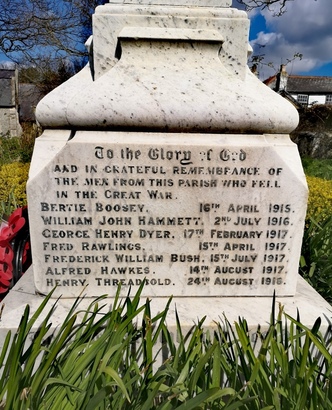 To the Glory of God
AND IN GRATEFUL REMEMBRANCE OF
THE MEN FROM THIS PARISH WHO FELL
IN THE GREAT WAR.
BERTIE BOOSEY, 16TH APRIL 1915.
WILLIAM JOHN HAMMETT, 2ND JULY 1916.
GEORGE HENRY DYER, 17TH FEBRUARY 1917.
FRED RAWLINGS, 15TH APRIL 1917.
FREDERICK WILLIAM BUSH, 15TH JULY 1917.
ALFRED HAWKES, 14TH AUGUST 1917.
HENRY THREADGOLD, 24TH AUGUST 1918.